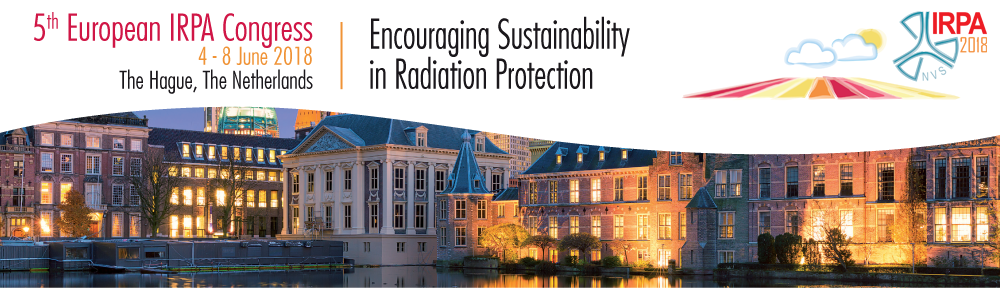 5th European IRPA Congress
4 - 8 June 2018
The Hague, The Netherlands
Encouraging Sustainability
in Radiation Protection
IRPA
2018
NVS